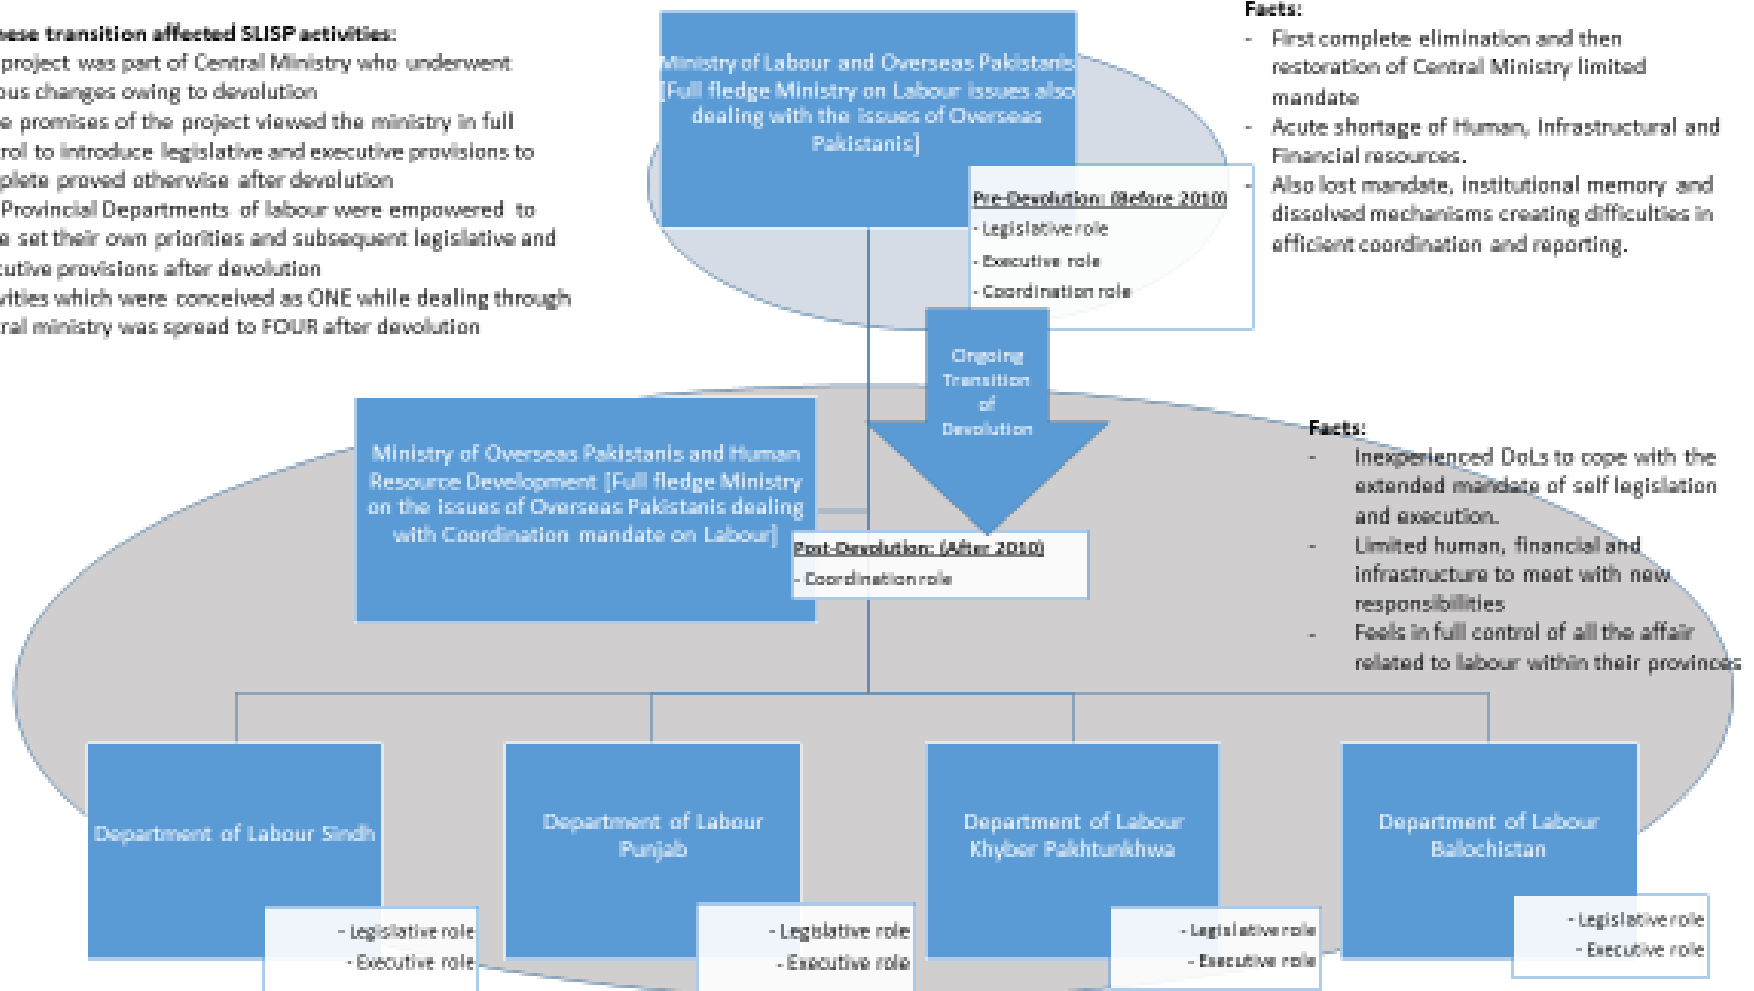 hese transition affected SLISP activities:
project was part of Central Ministry who underwent
ous changes owing to devolution
e promises of the project viewed the ministry in full
rol to introduce legislative and executive provisions to
plete proved otherwise after devolution
Provincial Departments of labour were empowered to
e set their own priorities and subsequent legislative and
cutive provisions after devolution
vities which were conceived as ONE while dealing through
tral ministry was spread to FOUR after devolution
Ministry of Labour and Overseas Pakistanis
[Full fledge Ministry on Labour issues also
dealing with the issues of Overseas
Pakistanis]
Pre-Devolution: (Before 2010)
- Legislative role
- Executive role
- Coordination role
Facts:
- First complete elimination and then
restoration of Central Ministry limited
mandate
- Acute shortage of Human, Infrastructural and
Financial resources.
- Also lost mandate, institutional memory and
dissolved mechanisms creating difficulties in
efficient coordination and reporting.
Ongoing
Transition
of
Devolution
Ministry of Overseas Pakistanis and Human
Resource Development [Full fledge Ministry
on the issues of Overseas Pakistanis dealing
with Coordination mandate on Labour]
Post-Devolution: (After 2010)
- Coordination role
Facts:
- Inexperienced DoLs to cope with the
extended mandate of self legislation
and execution.
- Limited human, financial and
infrastructure to meet with new
responsibilities
- Feels in full control of all the affair
related to labour within their provinces
Department of Labour Sindh
- Legislative role
- Executive role
Department of Labour
Punjab
- Legislative role
- Executive role
Department of Labour
Khyber Pakhtunkhwa
- Legislative role
- Executive role
Department of Labour
Balochistan
- Legislative role
- Executive role